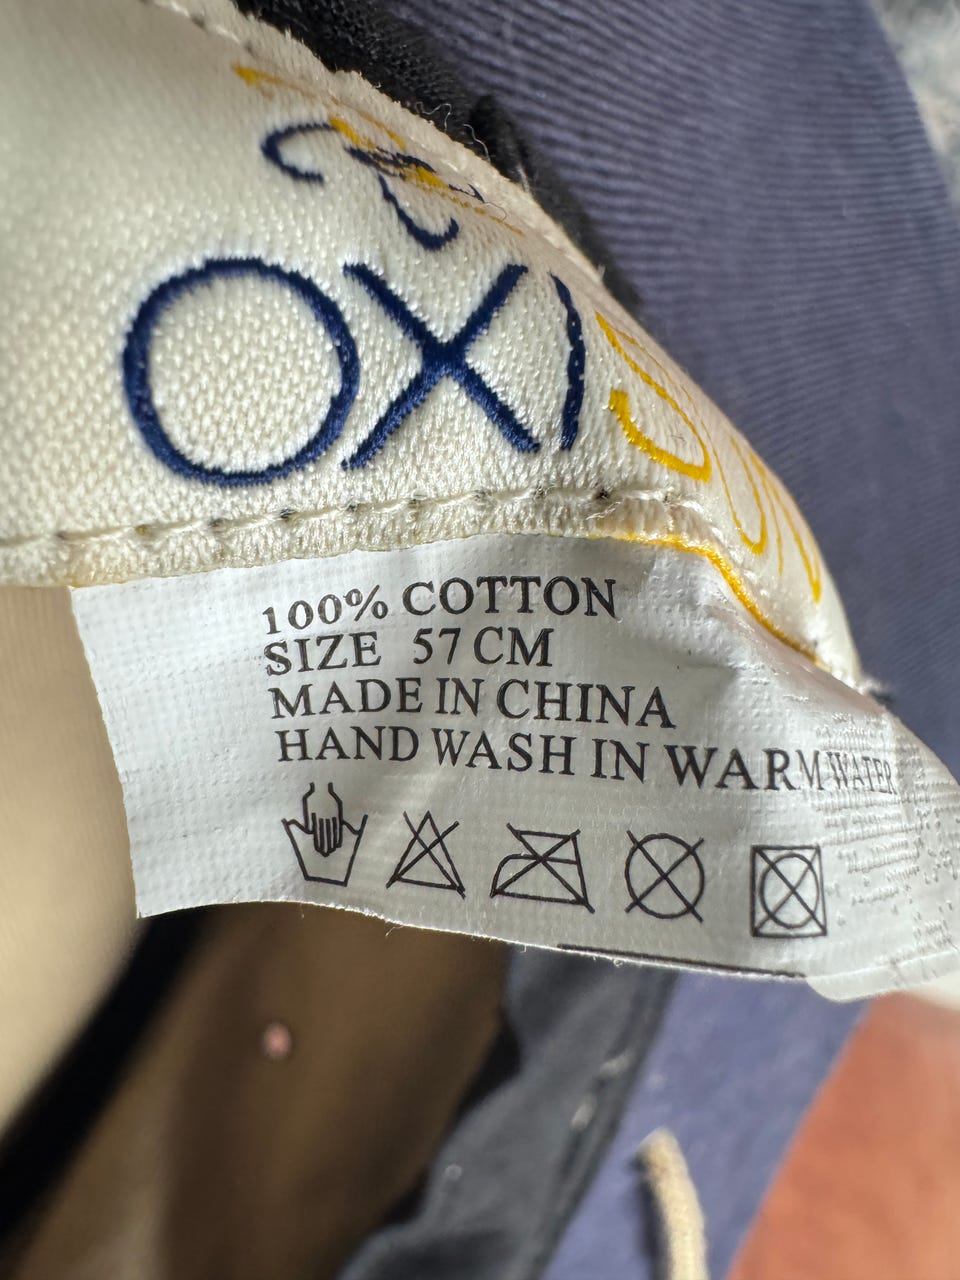 OXI
100% COTTON
SIZE 57 CM
MADE IN CHINA
HAND WASH IN WARM WATER